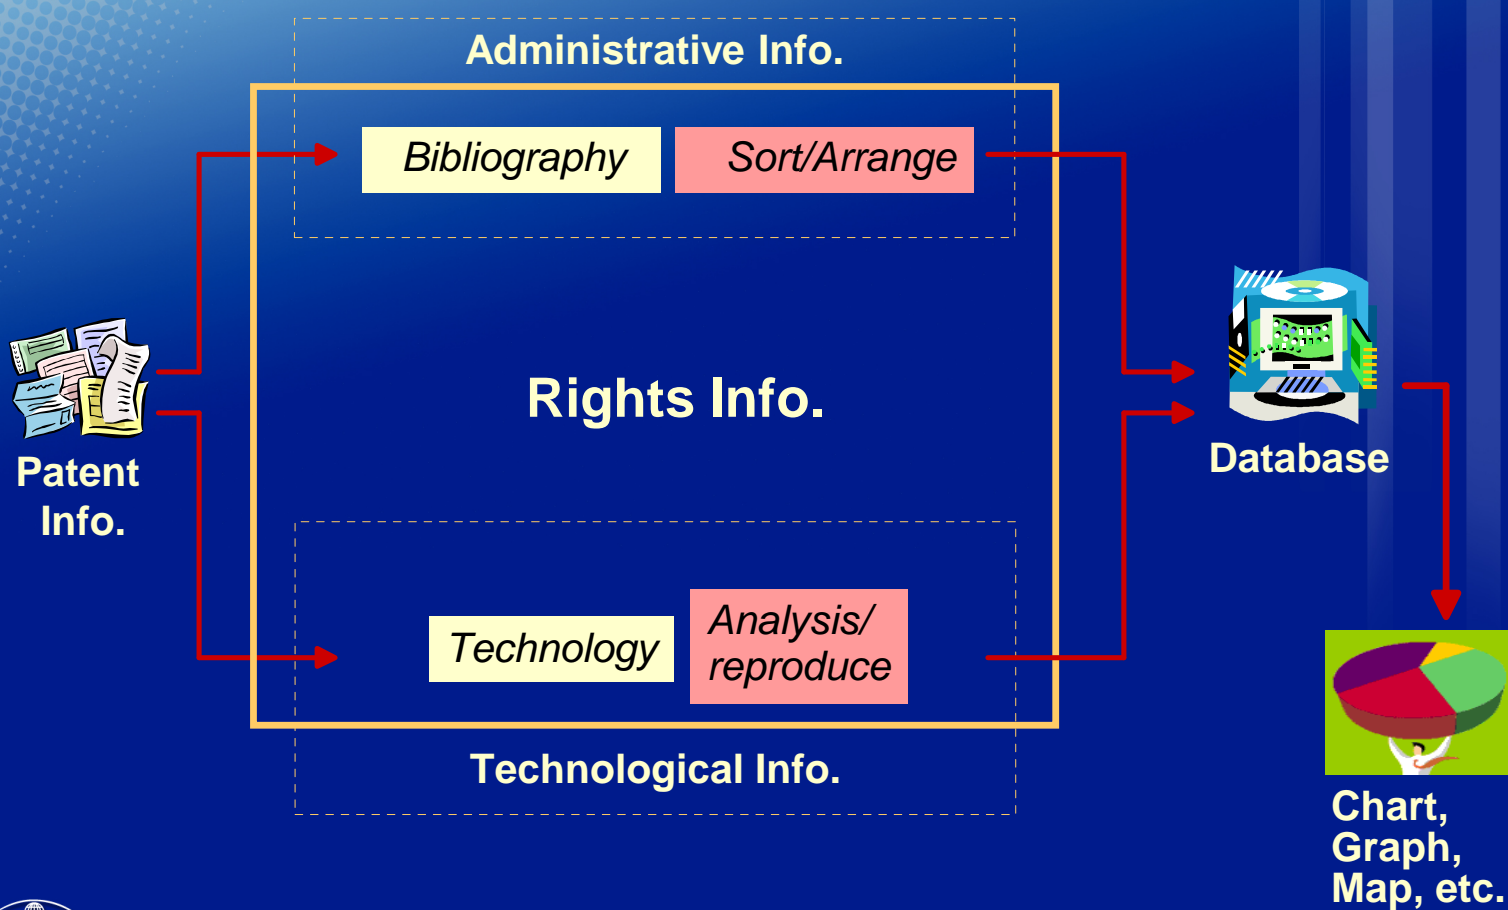 Administrative Info.
Bibliography
Sort/Arrange
Rights Info.
Patent
Info.
Database
Technology
Analysis/
reproduce
Technological Info.
Chart,
Graph,
Map, etc.